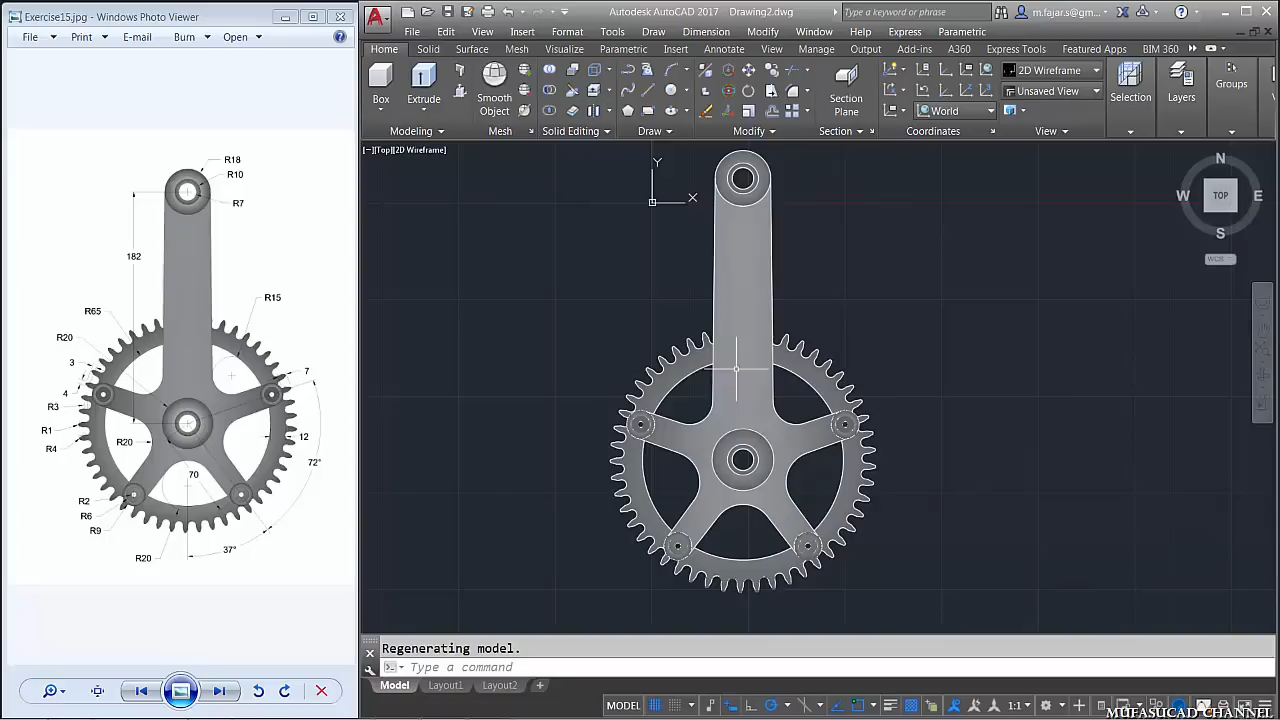 Exercise15.jpg - Windows Photo Viewer
File Print E-mail Burn Open
R18
R10
R7
182
R15
R65
R20
3
7
4
R3
R1
R20
12
R4
72°
70
R2
R6
R9
37°
R20
Autodesk AutoCAD 2017 Drawing2.dwg
Type a keyword or phrase
m.fajar.s@gm...
File Edit View Insert Format Tools Draw Dimension Modify Window Help Express Parametric
Home Solid Surface Mesh Visualize Parametric Insert Annotate View Manage Output Add-ins A360 Express Tools Featured Apps BIM 360
Box
Extrude
Smooth Object
Section Plane
World
2D Wireframe
Unsaved View
Selection
Layers
Groups
Modeling Mesh Solid Editing Draw Modify Section Coordinates View
[−][Top][2D Wireframe]
Y
X
N
W TOP E
S
WCS
Regenerating model.
Type a command
Model Layout1 Layout2 +
MODEL
1:1
MUFASUCAD CHANNEL